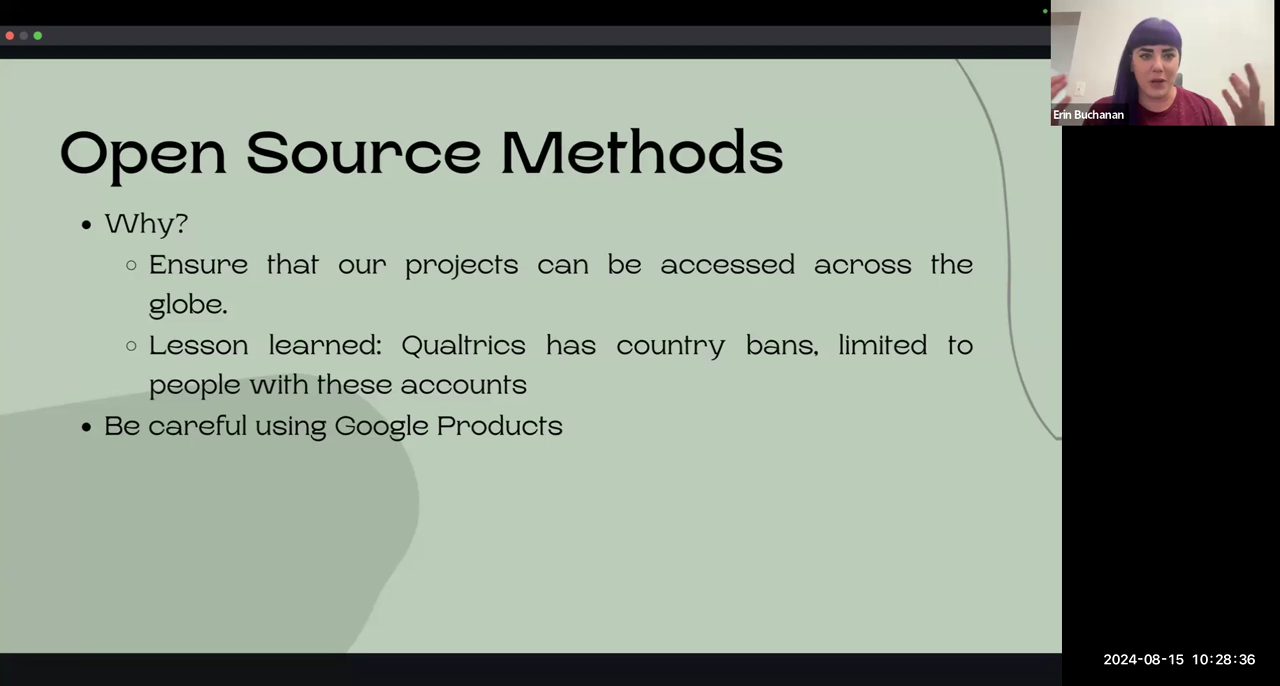 Open Source Methods
• Why?
○ Ensure that our projects can be accessed across the
globe.
○ Lesson learned: Qualtrics has country bans, limited to
people with these accounts
• Be careful using Google Products
Erin Buchanan
2024-08-15 10:28:36